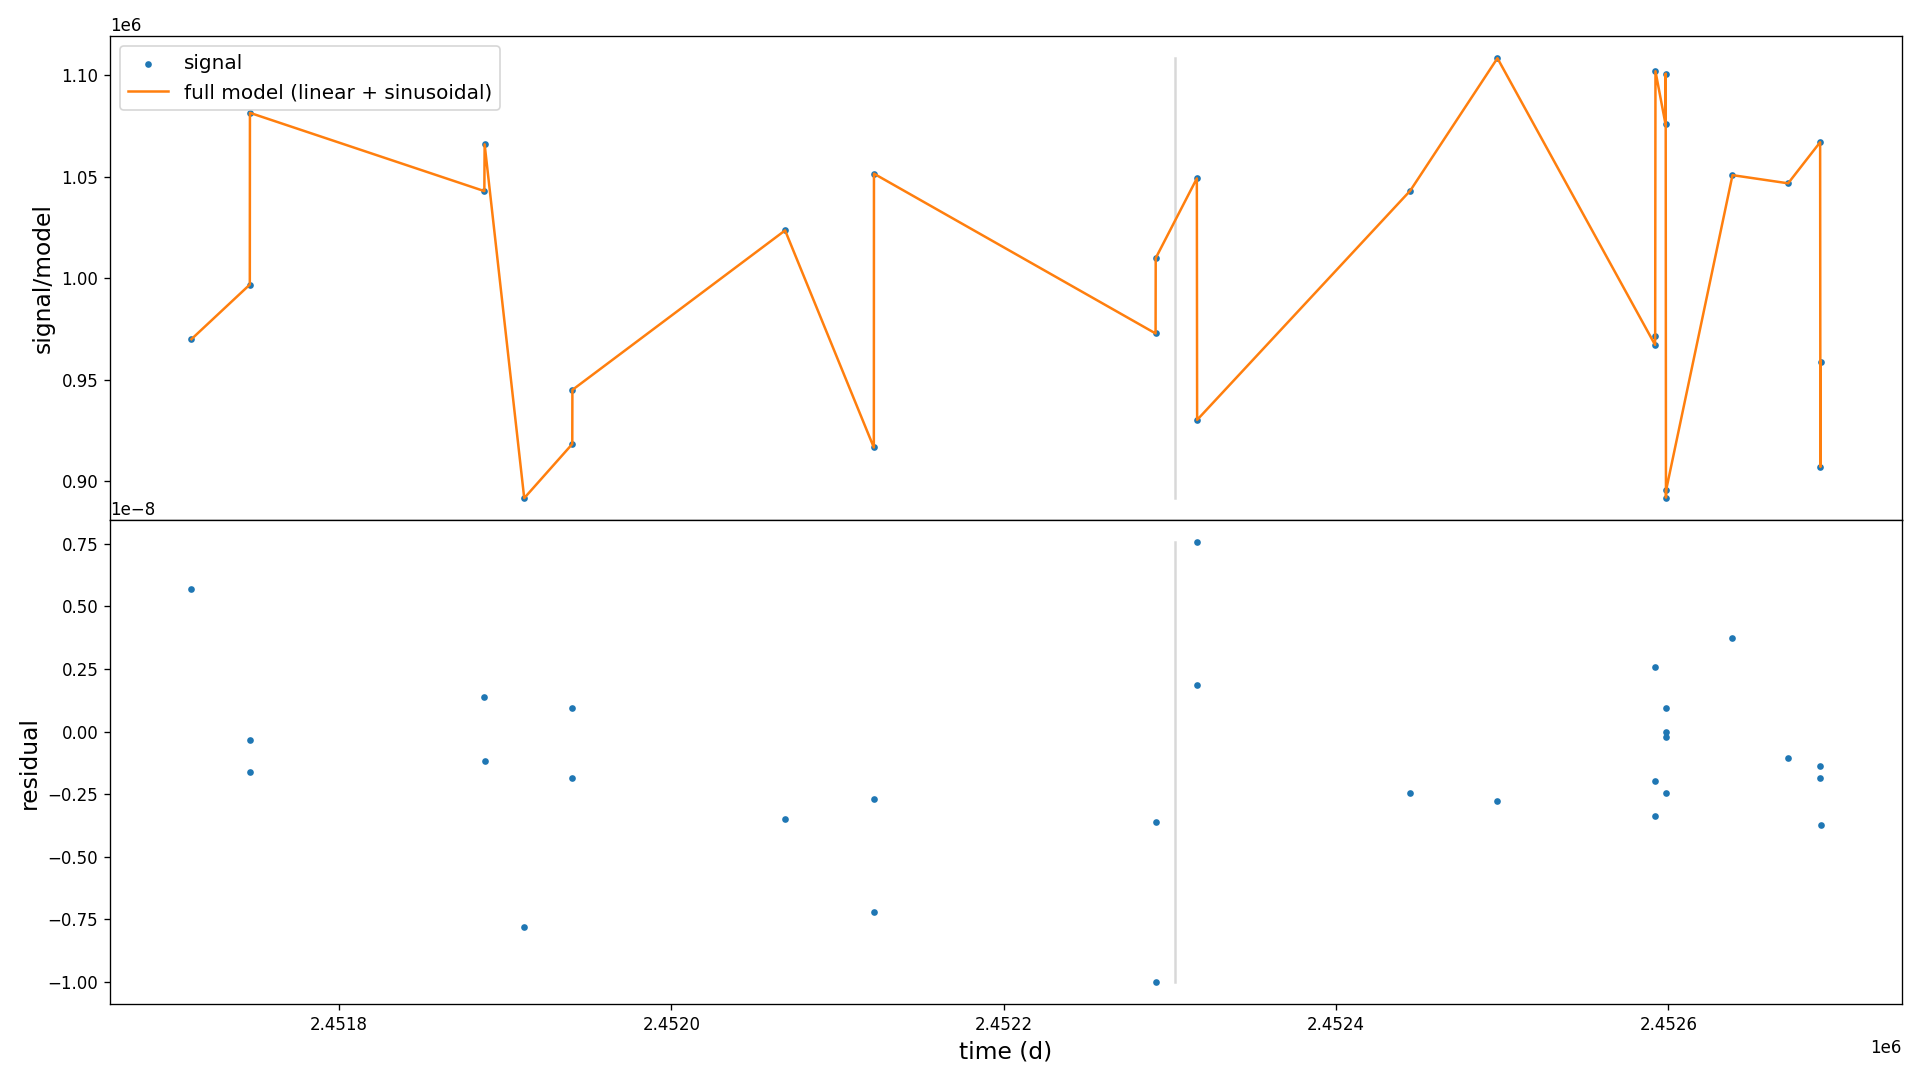 1e6
signal
full model (linear + sinusoidal)
1.10
1.05
1.00
0.95
0.90
signal/model
1e−8
0.75
0.50
0.25
0.00
−0.25
−0.50
−0.75
−1.00
residual
2.4518
2.4520
2.4522
2.4524
2.4526
time (d)
1e6